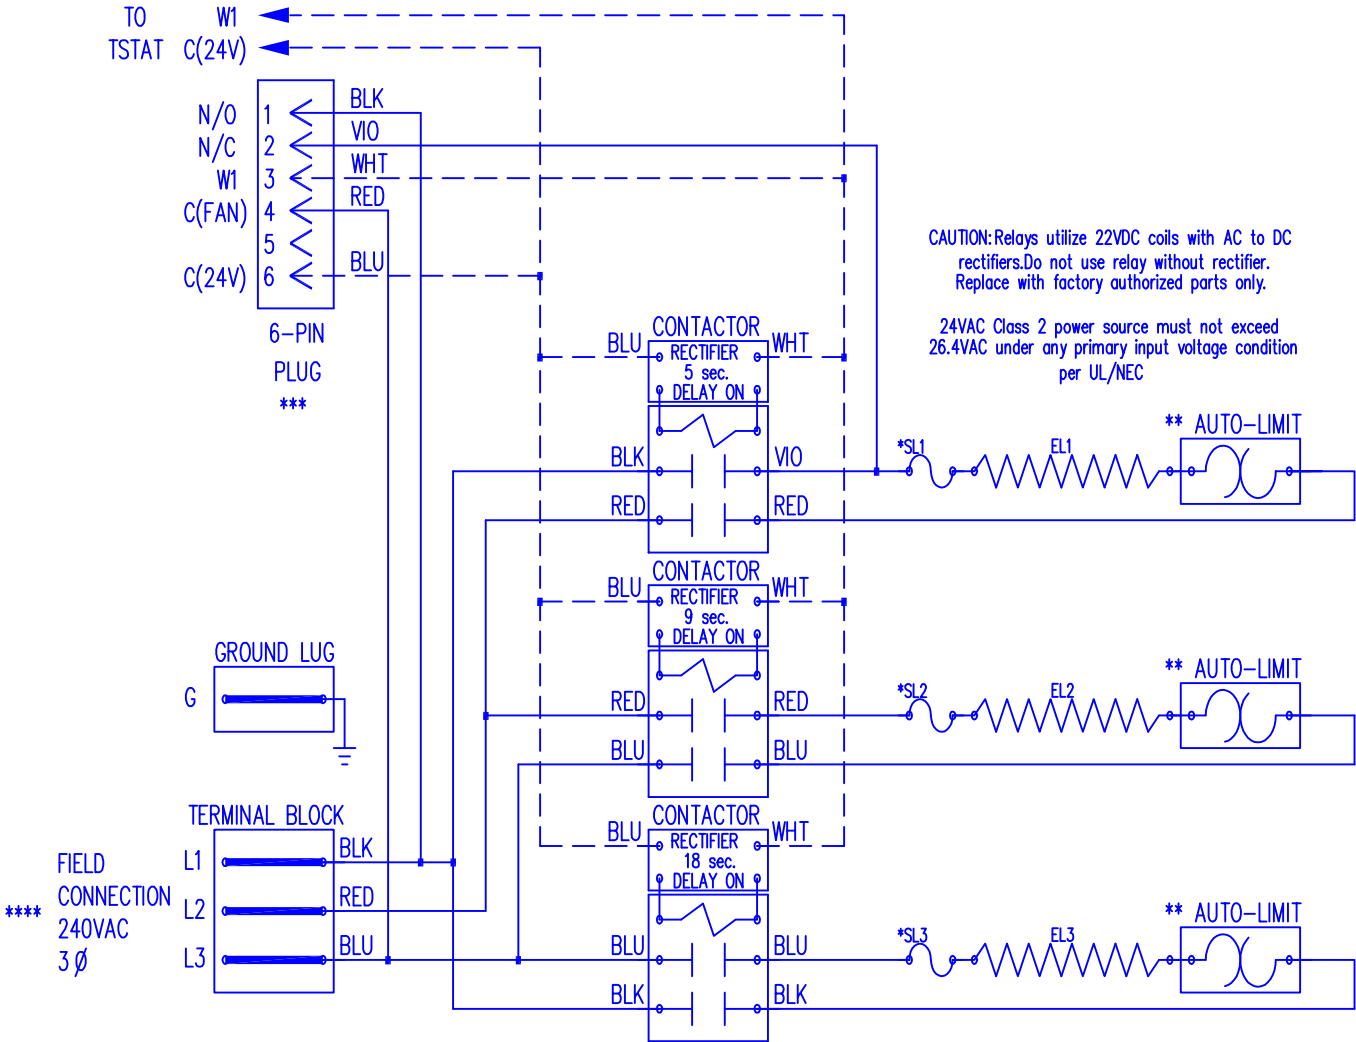 TO W1
TSTAT C(24V)
N/O 1 BLK
N/C 2 VIO
W1 3 WHT
C(FAN) 4 RED
5
C(24V) 6 BLU
6-PIN
PLUG
***
CAUTION:Relays utilize 22VDC coils with AC to DC
rectifiers.Do not use relay without rectifier.
Replace with factory authorized parts only.
24VAC Class 2 power source must not exceed
26.4VAC under any primary input voltage condition
per UL/NEC
CONTACTOR
BLU RECTIFIER WHT
5 sec.
DELAY ON
** AUTO-LIMIT
BLK VIO *SL1 EL1
RED RED
CONTACTOR
BLU RECTIFIER WHT
9 sec.
DELAY ON
GROUND LUG
G
** AUTO-LIMIT
RED RED *SL2 EL2
BLU BLU
TERMINAL BLOCK
CONTACTOR
BLU RECTIFIER WHT
18 sec.
DELAY ON
L1 BLK
L2 RED
L3 BLU
FIELD
CONNECTION
**** 240VAC
3 Ø
** AUTO-LIMIT
BLU BLU *SL3 EL3
BLK BLK